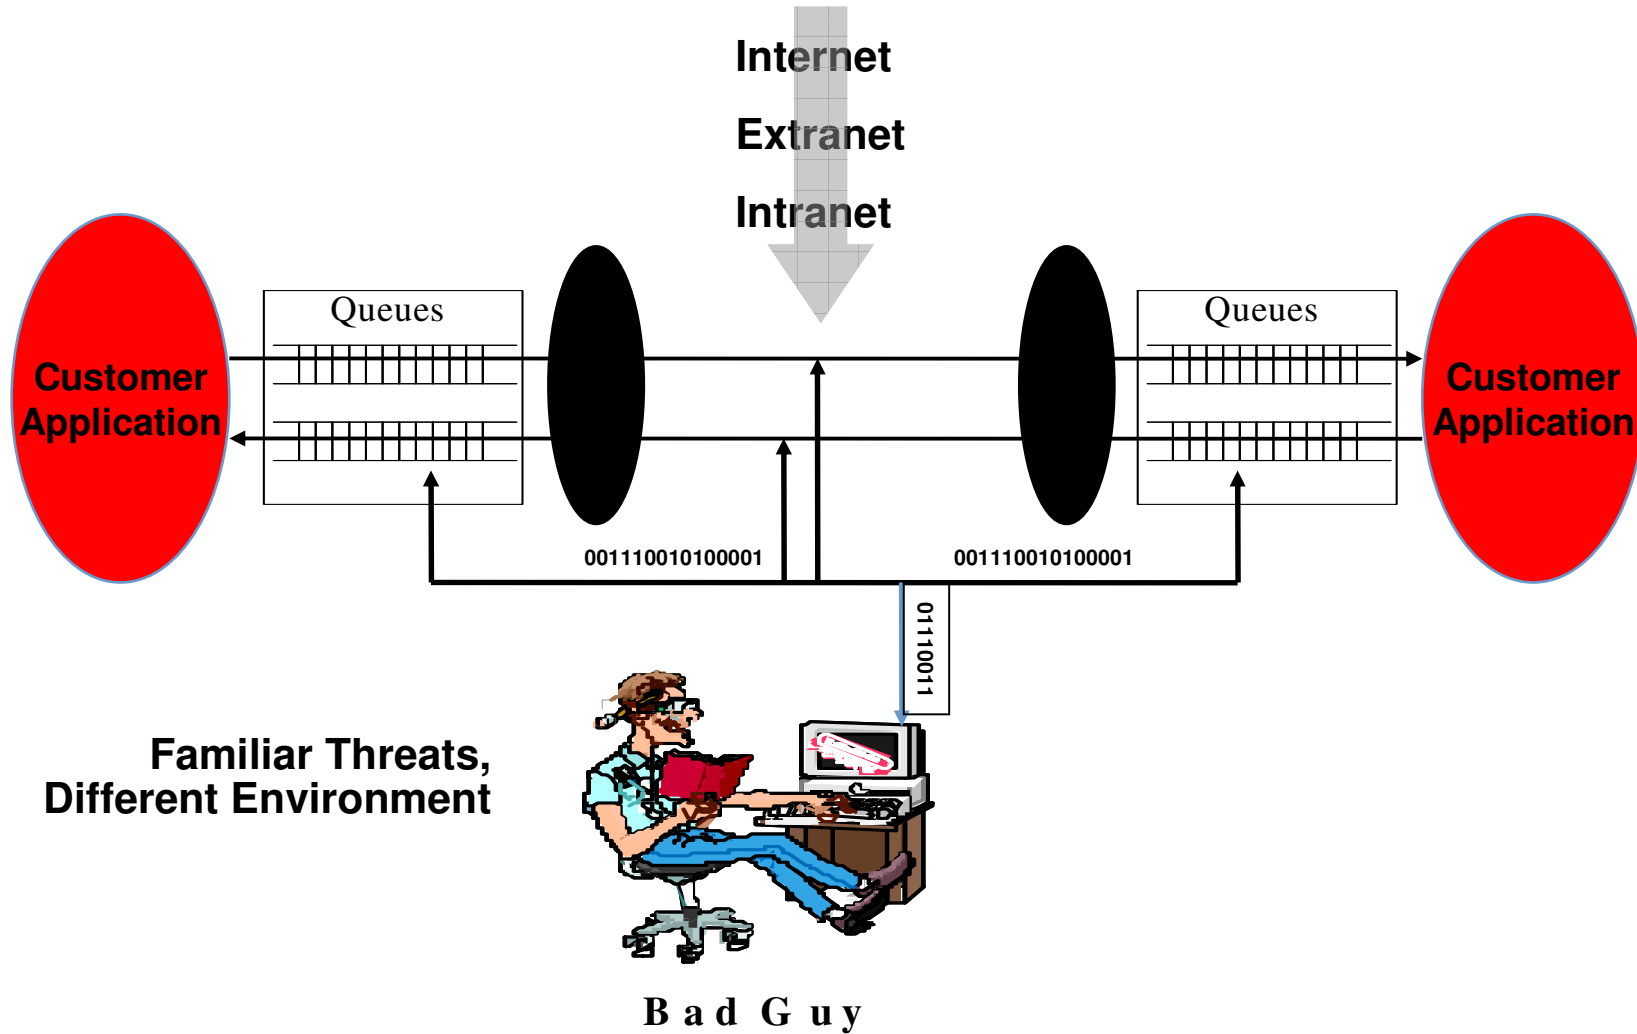 Internet
Extranet
Intranet
Queues
Queues
Customer
Application
Customer
Application
001110010100001
001110010100001
01110011
Familiar Threats,
Different Environment
Bad Guy